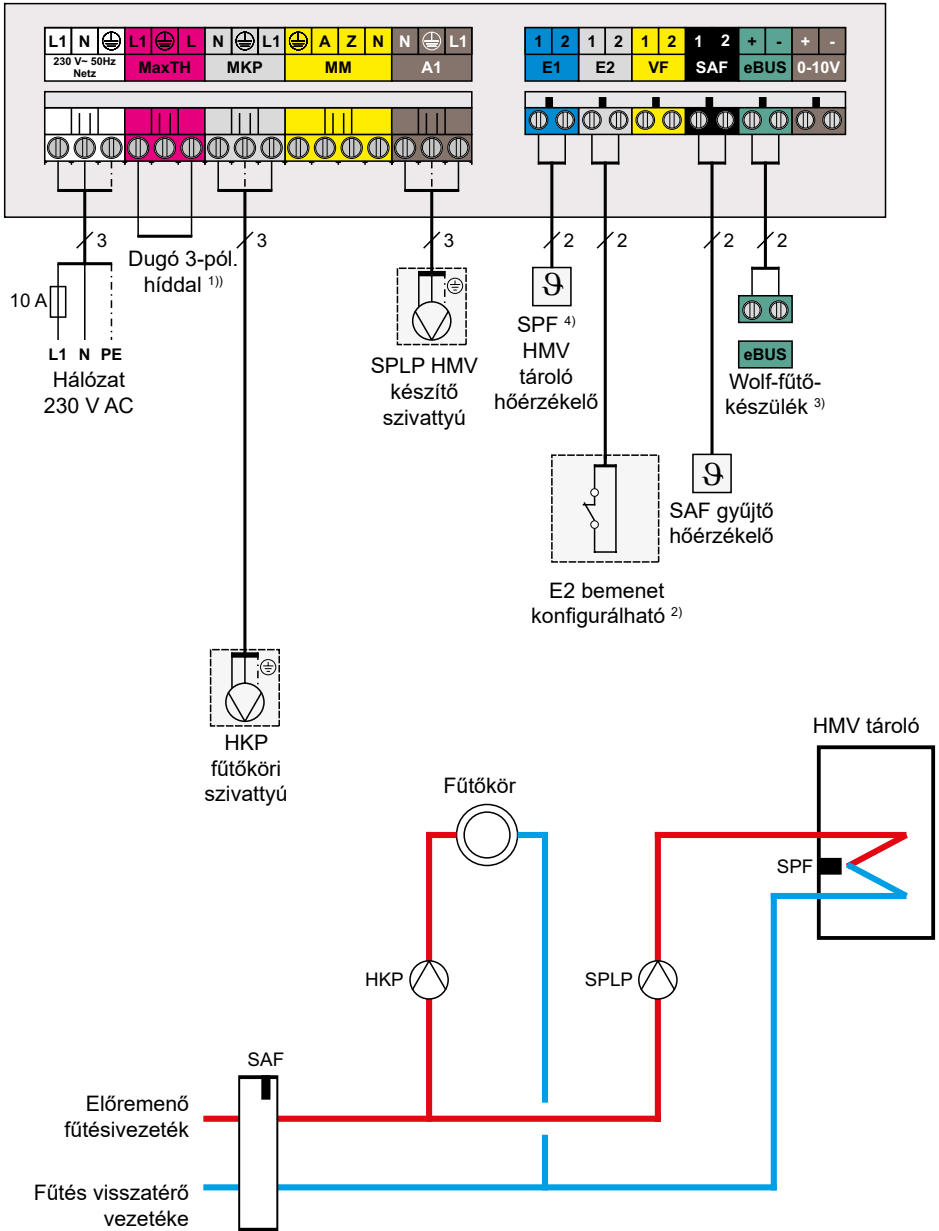 L1 N L1 L N L1 A Z N N L1
230 V~ 50Hz
Netz
MaxTH MKP MM A1
1 2 1 2 1 2 1 2 + - + -
E1 E2 VF SAF eBUS 0-10V
3
3
3
2
2
2
2
Dugó 3-pól.
híddal 1))
10 A
L1 N PE
Hálózat
230 V AC
SPLP HMV
készítő
szivattyú
ϑ
SPF 4)
HMV
tároló
hőérzékelő
eBUS
Wolf-fűtő-
készülék 3)
ϑ
SAF gyűjtő
hőérzékelő
E2 bemenet
konfigurálható 2)
HKP
fűtőköri
szivattyú
HMV tároló
Fűtőkör
SPF
HKP
SPLP
SAF
Előremenő
fűtésivezeték
Fűtés visszatérő
vezetéke